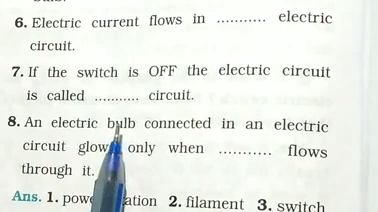 6. Electric current flows in ........... electric
circuit.
7. If the switch is OFF the electric circuit
is called ........... circuit.
8. An electric bulb connected in an electric
circuit glow only when ........... flows
through it.
Ans. 1. 2. filament 3. switch